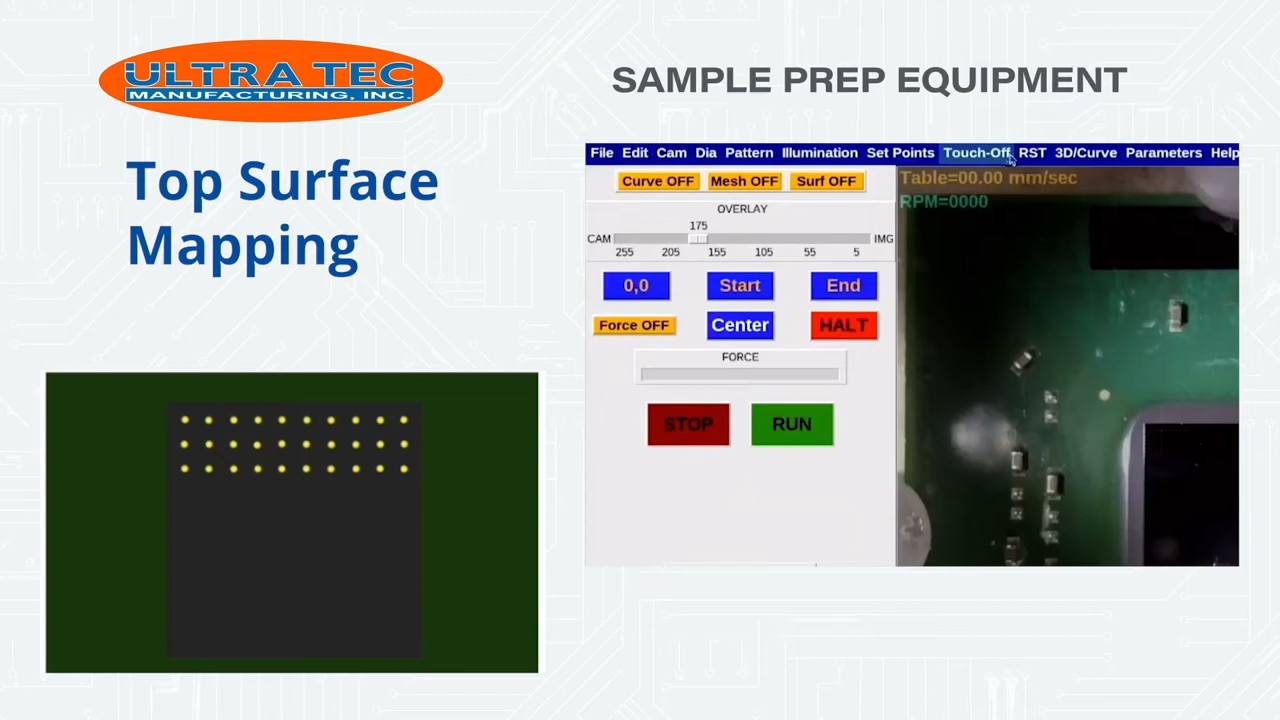 ULTRA TEC
MANUFACTURING, INC.
SAMPLE PREP EQUIPMENT
Top Surface
Mapping
File Edit Cam Dia Pattern Illumination Set Points Touch-Off RST 3D/Curve Parameters Help
Curve OFF Mesh OFF Surf OFF
Table=00.00 mm/sec
RPM=0000
OVERLAY
175
CAM IMG
255 205 155 105 55 5
0,0 Start End
Force OFF Center HALT
FORCE
STOP RUN